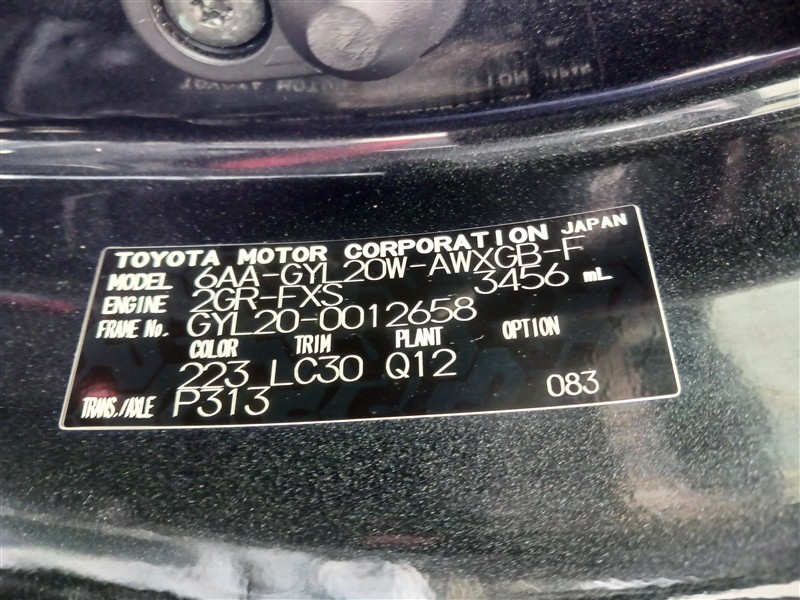 TOYOTA MOTOR CORPORATION JAPAN
MODEL 6AA-GYL20W-AWXGB-F
ENGINE 2GR-FXS 3456 mL
FRAME No. GYL20-0012658
COLOR TRIM PLANT OPTION
223 LC30 Q12
TRANS./AXLE P313 083